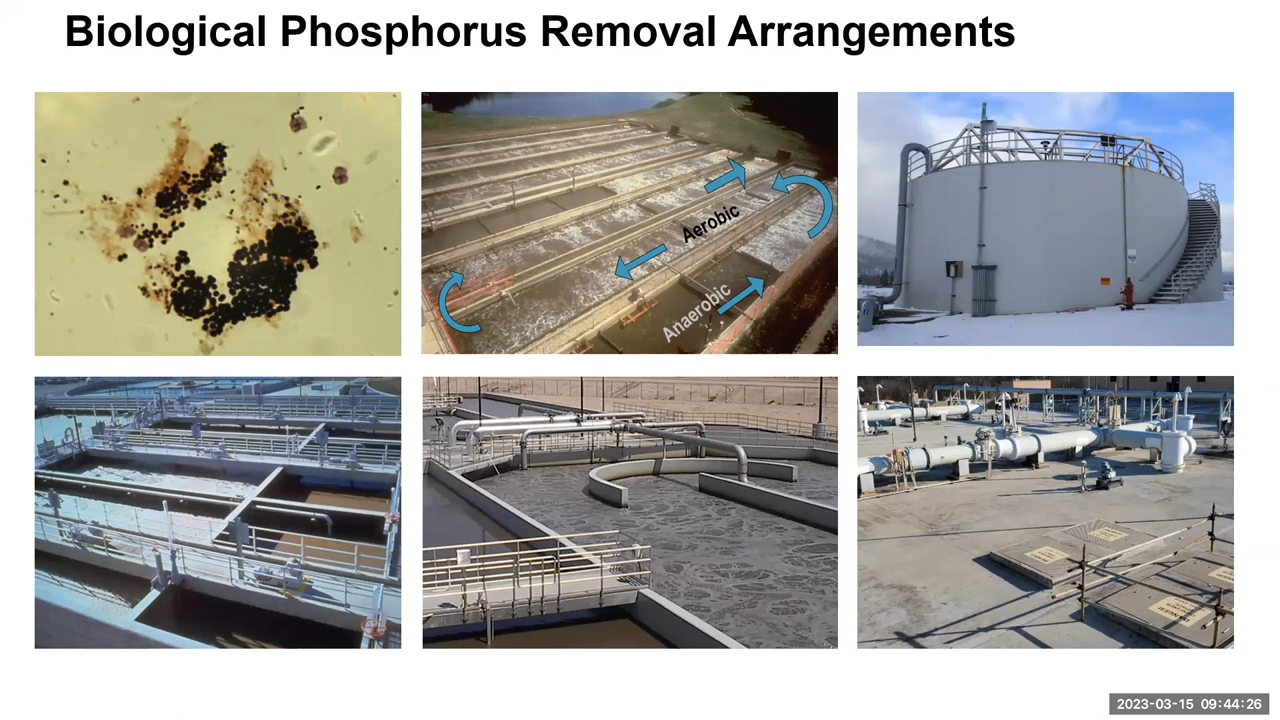 Biological Phosphorus Removal Arrangements
Aerobic
Anaerobic
2023-03-15 09:44:26